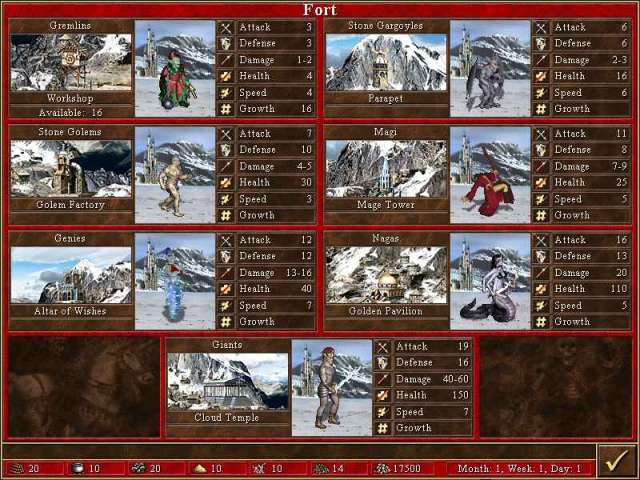 Fort
Gremlins
Attack 3
Defense 3
Damage 1-2
Health 4
Speed 4
Growth 16
Workshop
Available: 16
Stone Gargoyles
Attack 6
Defense 6
Damage 2-3
Health 16
Speed 6
Growth
Parapet
Stone Golems
Attack 7
Defense 10
Damage 4-5
Health 30
Speed 3
Growth
Golem Factory
Magi
Attack 11
Defense 8
Damage 7-9
Health 25
Speed 5
Growth
Mage Tower
Genies
Attack 12
Defense 12
Damage 13-16
Health 40
Speed 7
Growth
Altar of Wishes
Nagas
Attack 16
Defense 13
Damage 20
Health 110
Speed 5
Growth
Golden Pavilion
Giants
Attack 19
Defense 16
Damage 40-60
Health 150
Speed 7
Growth
Cloud Temple
20 10 20 10 10 14 17500 Month: 1, Week: 1, Day: 1